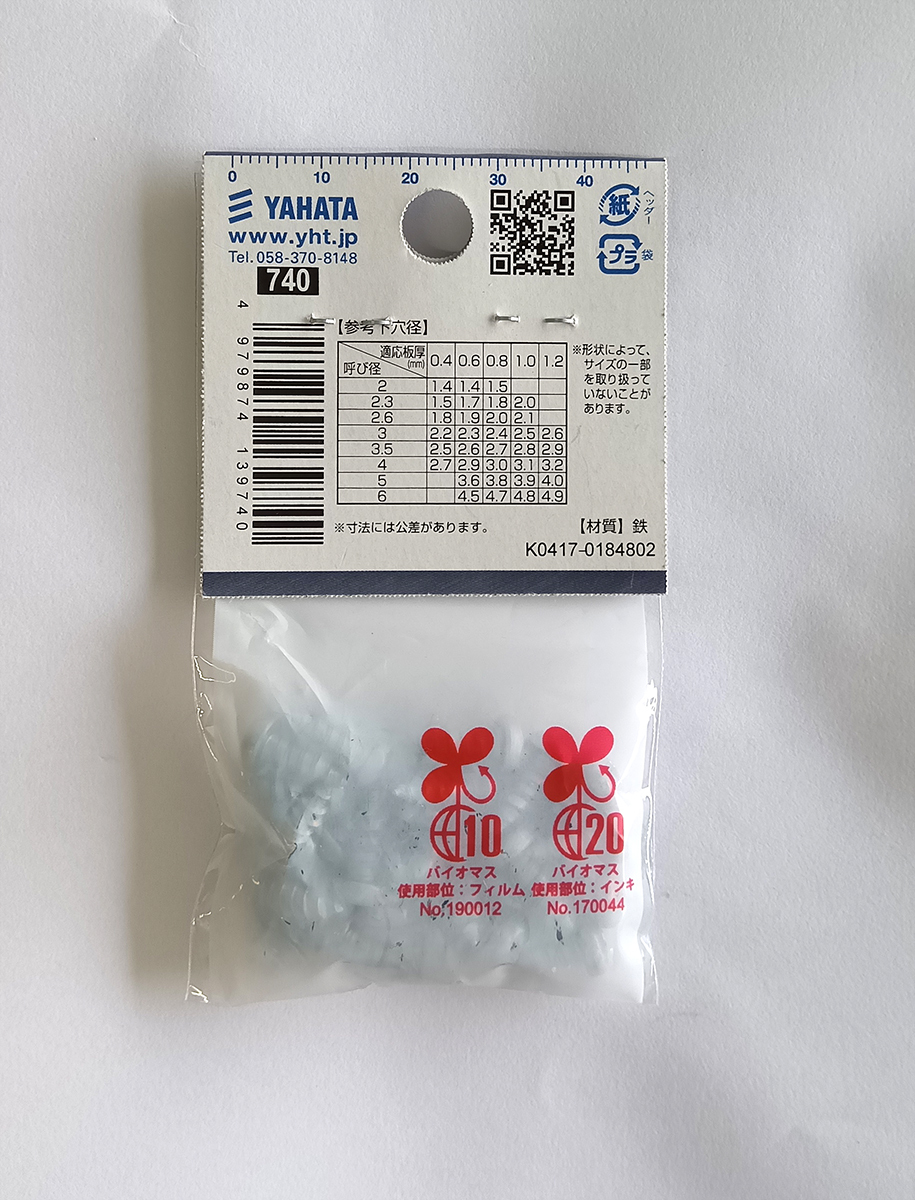 0 10 20 30 40
YAHATA
www.yht.jp
Tel.058-370-8148
740
紙 ヘッダー
プラ 袋
4 979874 139740
【参考下穴径】
適応板厚(mm) 0.4 0.6 0.8 1.0 1.2
呼び径
2 1.4 1.4 1.5
2.3 1.5 1.7 1.8 2.0
2.6 1.8 1.9 2.0 2.1
3 2.2 2.3 2.4 2.5 2.6
3.5 2.5 2.6 2.7 2.8 2.9
4 2.7 2.9 3.0 3.1 3.2
5 3.6 3.8 3.9 4.0
6 4.5 4.7 4.8 4.9
※形状によって、
サイズの一部
を取り扱って
いないことが
あります。
※寸法には公差があります。
【材質】鉄
K0417-0184802
10
バイオマス
使用部位:フィルム
No.190012
20
バイオマス
使用部位:インキ
No.170044